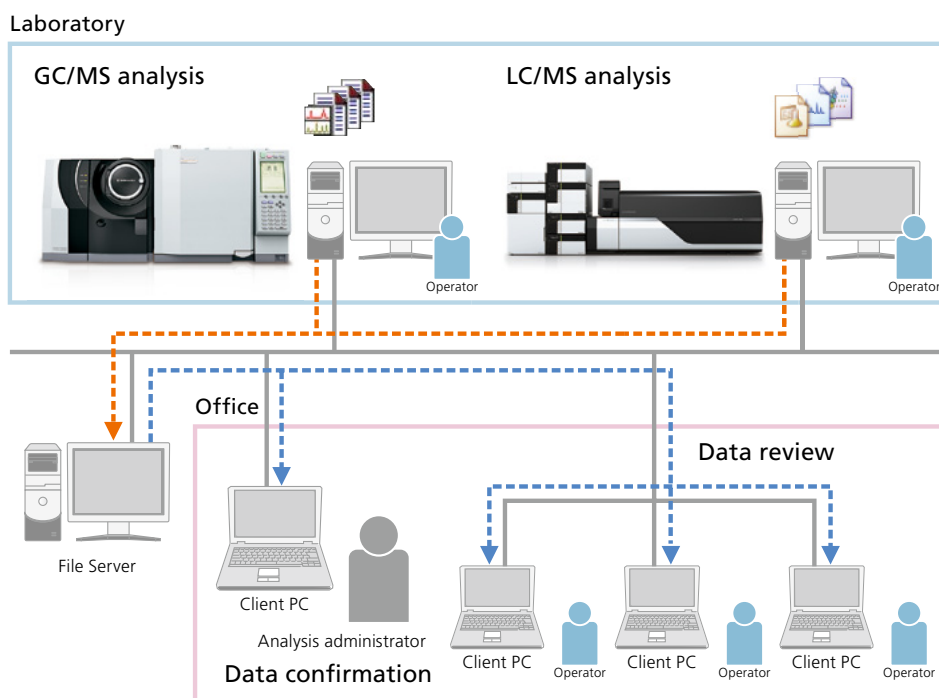 Laboratory
GC/MS analysis
LC/MS analysis
Operator
Operator
Office
Data review
File Server
Client PC
Analysis administrator
Data confirmation
Client PC
Operator
Client PC
Operator
Client PC
Operator